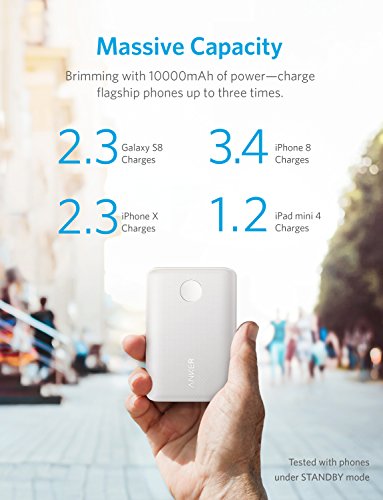 Massive Capacity
Brimming with 10000mAh of power—charge
flagship phones up to three times.
2.3 Galaxy S8
Charges
3.4 iPhone 8
Charges
2.3 iPhone X
Charges
1.2 iPad mini 4
Charges
ANKER
Tested with phones
under STANDBY mode